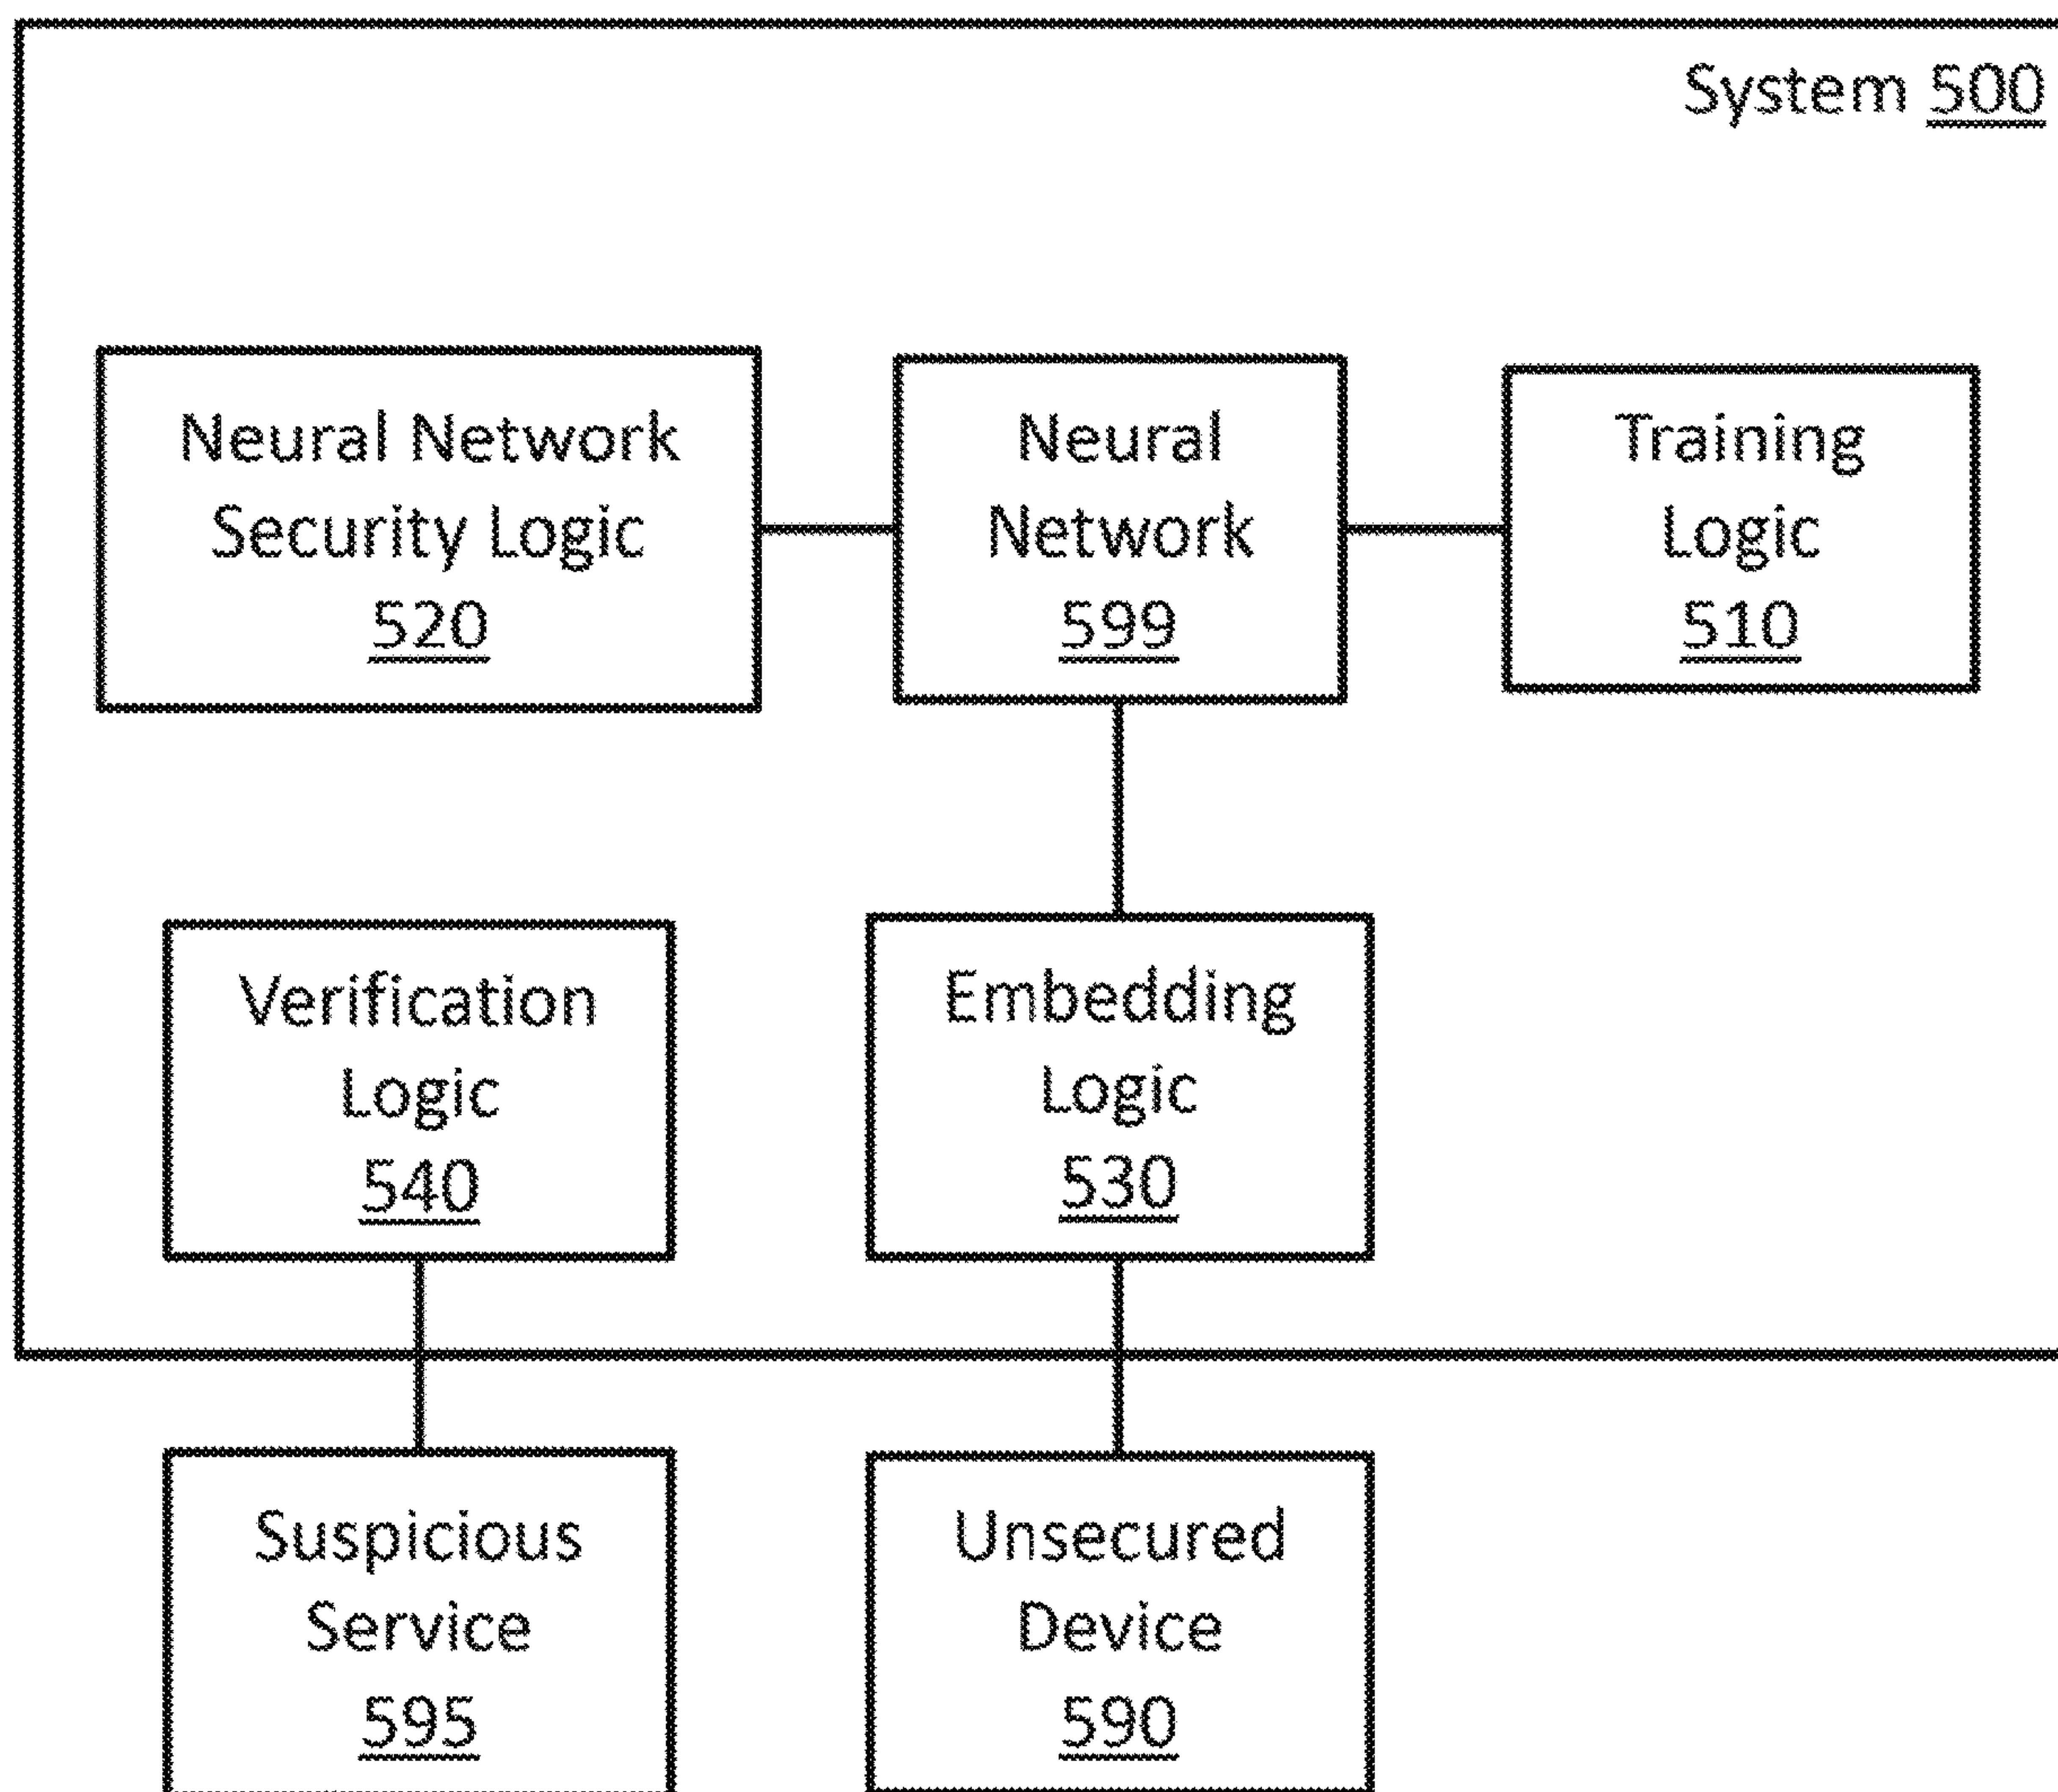 System 500
Neural Network
Security Logic
520
Neural
Network
599
Training
Logic
510
Verification
Logic
540
Embedding
Logic
530
Suspicious
Service
595
Unsecured
Device
590